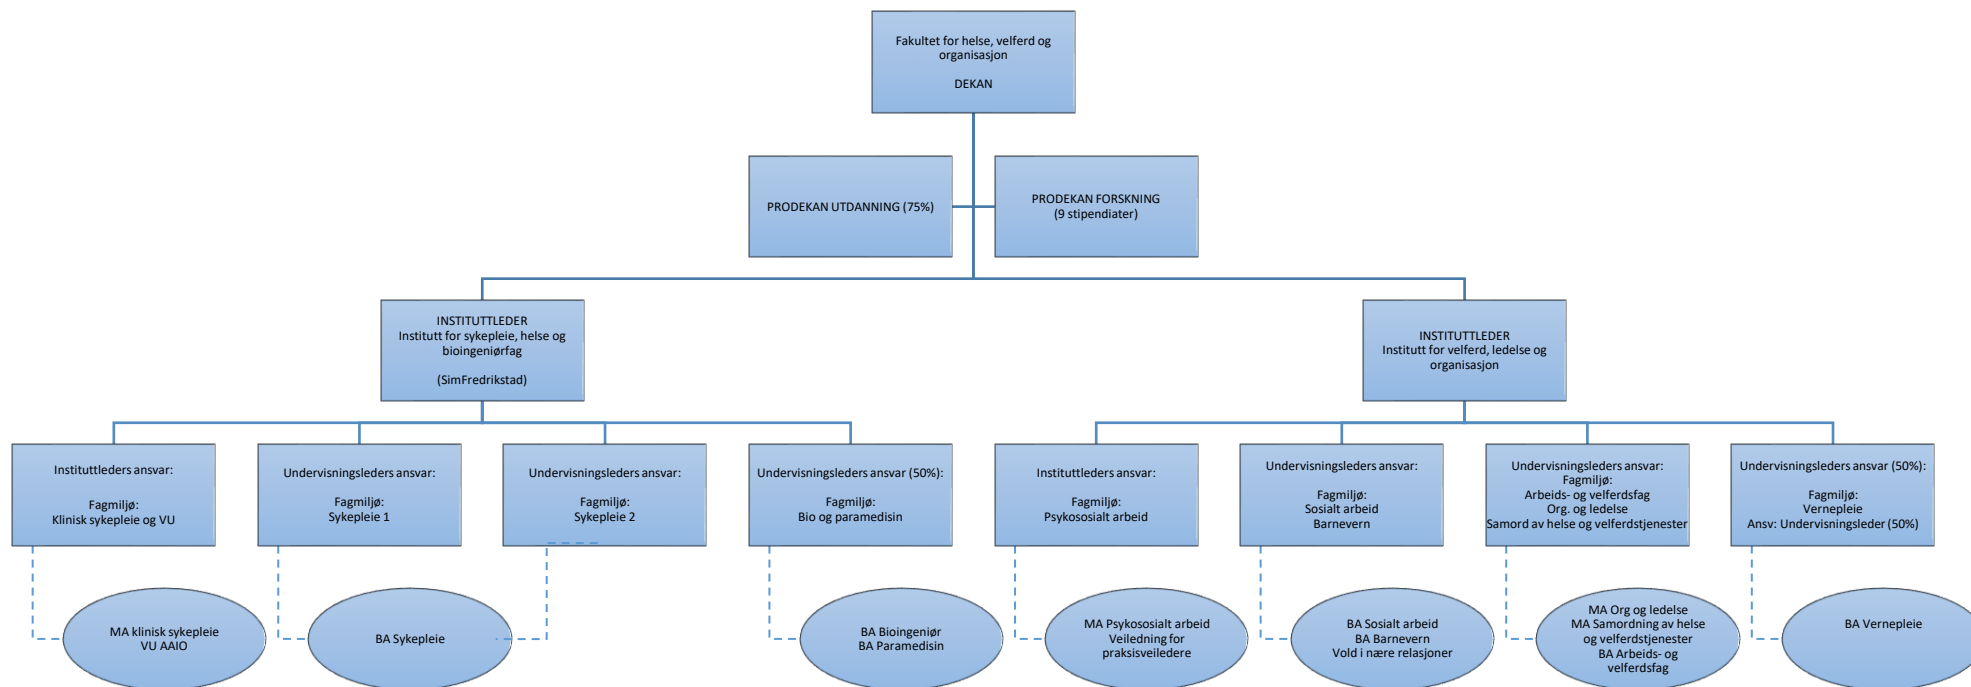 Fakultet for helse, velferd og
organisasjon
DEKAN
PRODEKAN UTDANNING (75%)
PRODEKAN FORSKNING
(9 stipendiater)
INSTITUTTLEDER
Institutt for sykepleie, helse og
bioingeniørfag
(SimFredrikstad)
INSTITUTTLEDER
Institutt for velferd, ledelse og
organisasjon
Instituttleders ansvar:
Fagmiljø:
Klinisk sykepleie og VU
Undervisningsleders ansvar:
Fagmiljø:
Sykepleie 1
Undervisningsleders ansvar:
Fagmiljø:
Sykepleie 2
Undervisningsleders ansvar (50%):
Fagmiljø:
Bio og paramedisin
Instituttleders ansvar:
Fagmiljø:
Psykososialt arbeid
Undervisningsleders ansvar:
Fagmiljø:
Sosialt arbeid
Barnevern
Undervisningsleders ansvar:
Fagmiljø:
Arbeids- og velferdsfag
Org. og ledelse
Samord av helse og velferdstjenester
Undervisningsleders ansvar (50%):
Fagmiljø:
Vernepleie
Ansv: Undervisningsleder (50%)
MA klinisk sykepleie
VU AAIO
BA Sykepleie
BA Bioingeniør
BA Paramedisin
MA Psykososialt arbeid
Veiledning for
praksisveiledere
BA Sosialt arbeid
BA Barnevern
Vold i nære relasjoner
MA Org og ledelse
MA Samordning av helse
og velferdstjenester
BA Arbeids- og
velferdsfag
BA Vernepleie